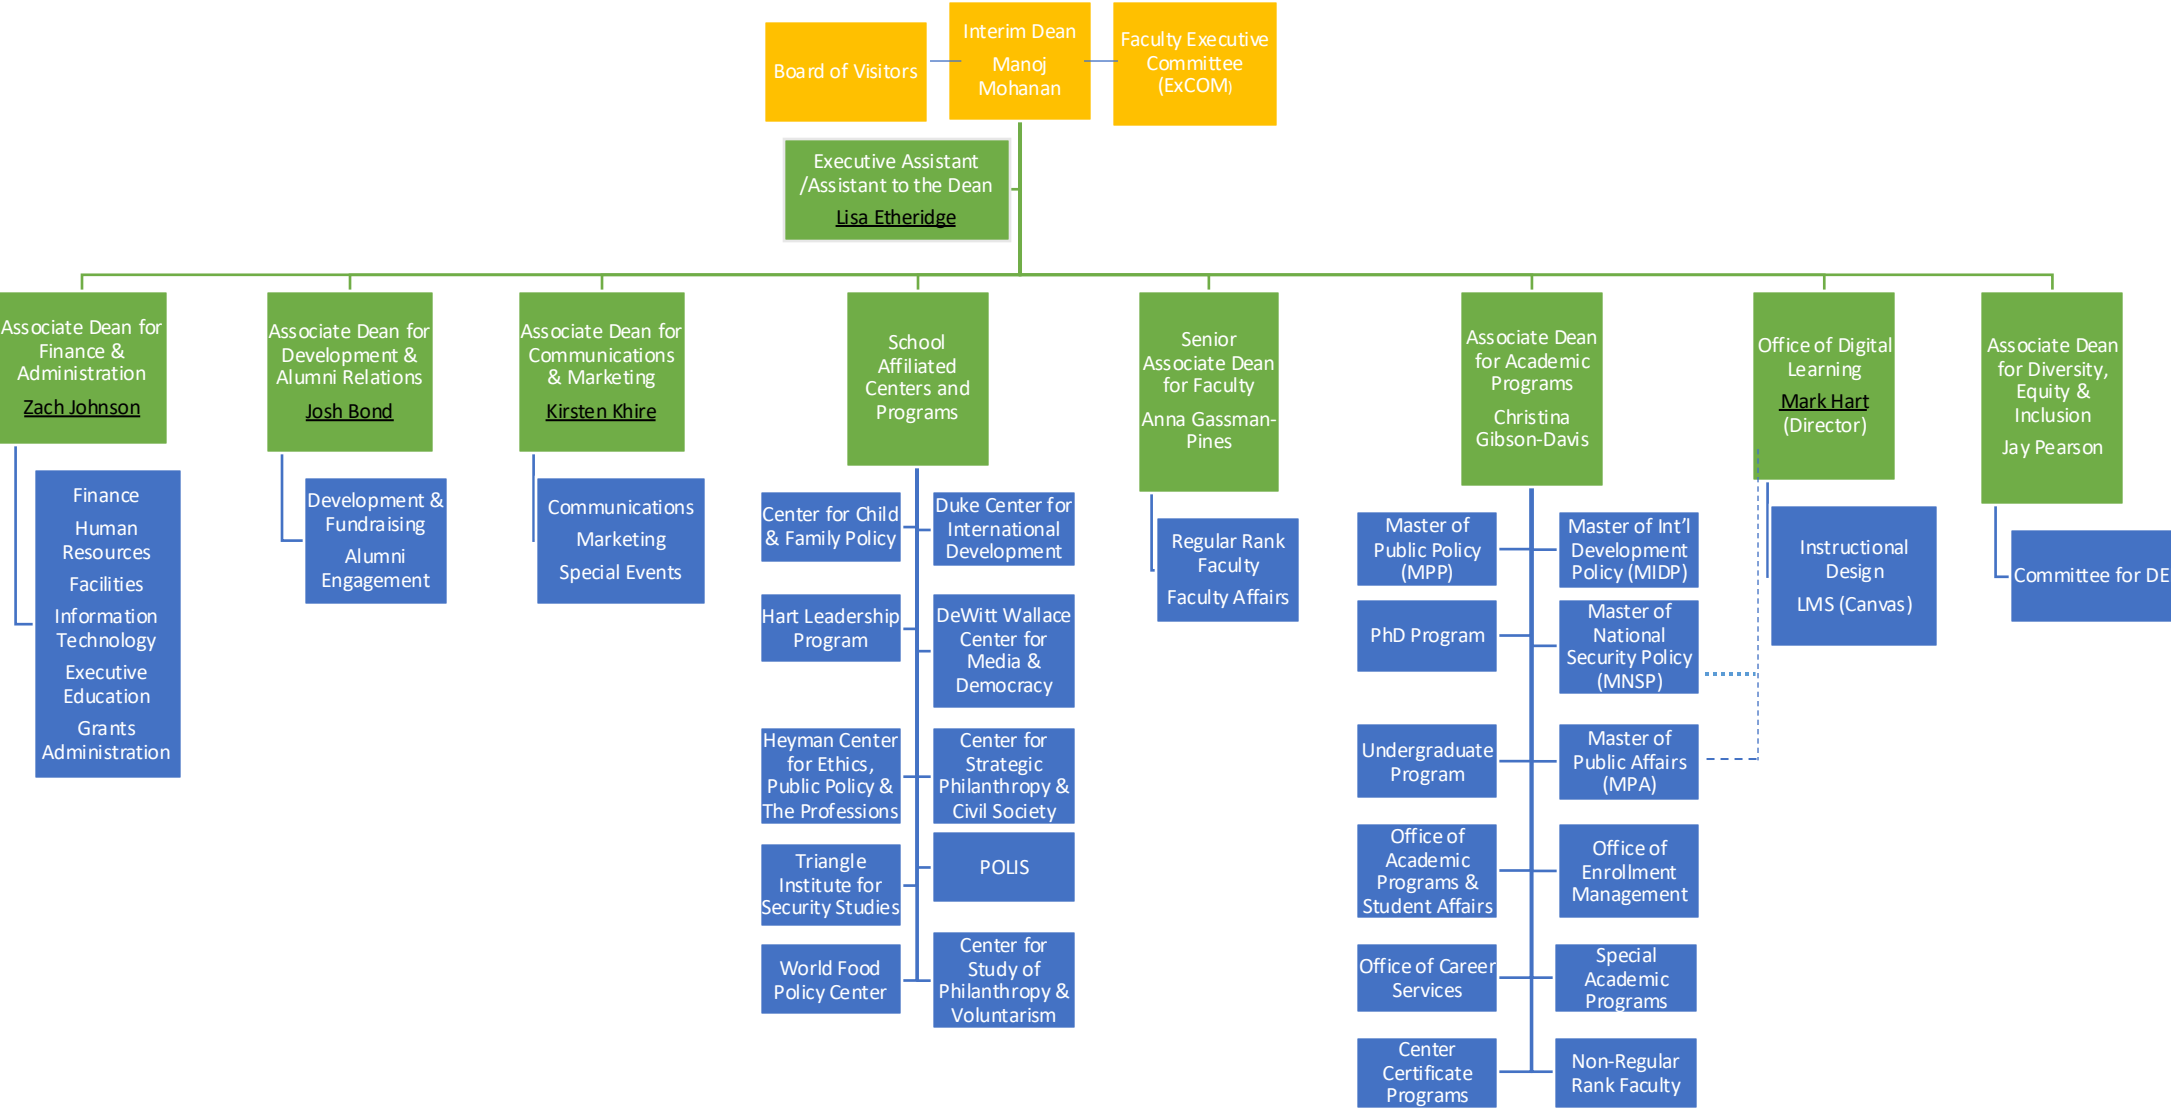 Board of Visitors
Interim Dean
Manoj
Mohanan
Faculty Executive
Committee
(ExCOM)
Executive Assistant
/Assistant to the Dean
Lisa Etheridge
Associate Dean for
Finance &
Administration
Zach Johnson
Finance
Human
Resources
Facilities
Information
Technology
Executive
Education
Grants
Administration
Associate Dean for
Development &
Alumni Relations
Josh Bond
Development &
Fundraising
Alumni
Engagement
Associate Dean for
Communications
& Marketing
Kirsten Khire
Communications
Marketing
Special Events
School
Affiliated
Centers and
Programs
Center for Child
& Family Policy
Duke Center for
International
Development
Hart Leadership
Program
DeWitt Wallace
Center for
Media &
Democracy
Heyman Center
for Ethics,
Public Policy &
The Professions
Center for
Strategic
Philanthropy &
Civil Society
Triangle
Institute for
Security Studies
POLIS
World Food
Policy Center
Center for
Study of
Philanthropy &
Voluntarism
Senior
Associate Dean
for Faculty
Anna Gassman-
Pines
Regular Rank
Faculty
Faculty Affairs
Associate Dean
for Academic
Programs
Christina
Gibson-Davis
Master of
Public Policy
(MPP)
Master of Int’l
Development
Policy (MIDP)
PhD Program
Master of
National
Security Policy
(MNSP)
Undergraduate
Program
Master of
Public Affairs
(MPA)
Office of
Academic
Programs &
Student Affairs
Office of
Enrollment
Management
Office of Career
Services
Special
Academic
Programs
Center
Certificate
Programs
Non-Regular
Rank Faculty
Office of Digital
Learning
Mark Hart
(Director)
Instructional
Design
LMS (Canvas)
Associate Dean
for Diversity,
Equity &
Inclusion
Jay Pearson
Committee for DE